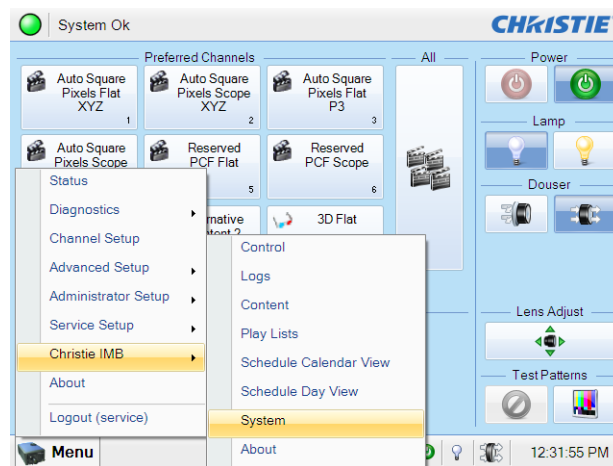 System Ok
CHRISTIE
Preferred Channels
All
Power
Auto Square
Pixels Flat
XYZ
1
Auto Square
Pixels Scope
XYZ
2
Auto Square
Pixels Flat
P3
3
Lamp
Auto Square
Pixels Scope
Reserved
PCF Flat
5
Reserved
PCF Scope
6
Douser
3D Flat
Status
Diagnostics
Channel Setup
Advanced Setup
Administrator Setup
Service Setup
Christie IMB
About
Logout (service)
Control
Logs
Content
Play Lists
Schedule Calendar View
Schedule Day View
System
About
Lens Adjust
Test Patterns
Menu
12:31:55 PM